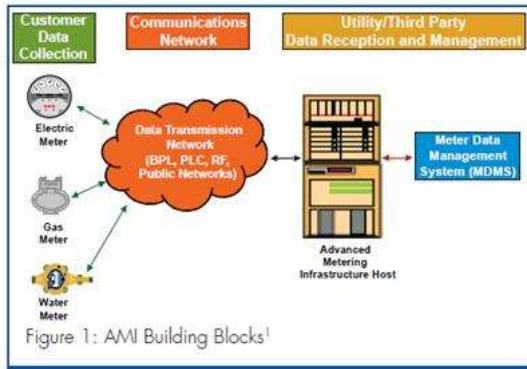 Customer
Data
Collection
Communications
Network
Utility/Third Party
Data Reception and Management
Electric
Meter
Gas
Meter
Water
Meter
Data Transmission
Network
(BPL, PLC, RF,
Public Networks)
Advanced
Metering
Infrastructure Host
Meter Data
Management
System (MDMS)
Figure 1: AMI Building Blocks¹